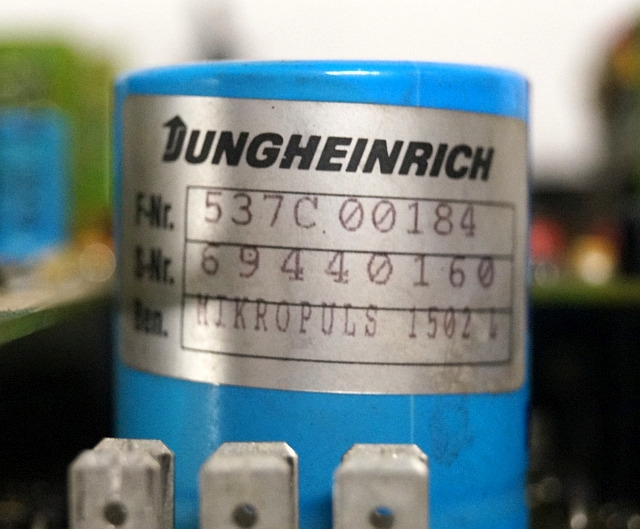 JUNGHEINRICH
F-Nr. 537C.00184
S-Nr. 69440160
Ben. MIKROPULS 1502 L